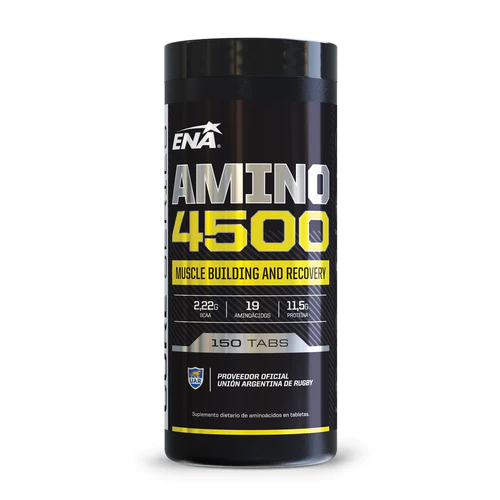 ENA®
AMINO
4500
MUSCLE BUILDING AND RECOVERY
2,22G
BCAA
19
AMINOÁCIDOS
11,5G
PROTEÍNA
150 TABS
UAR
PROVEEDOR OFICIAL
UNIÓN ARGENTINA DE RUGBY
Suplemento dietario de aminoácidos en tabletas.